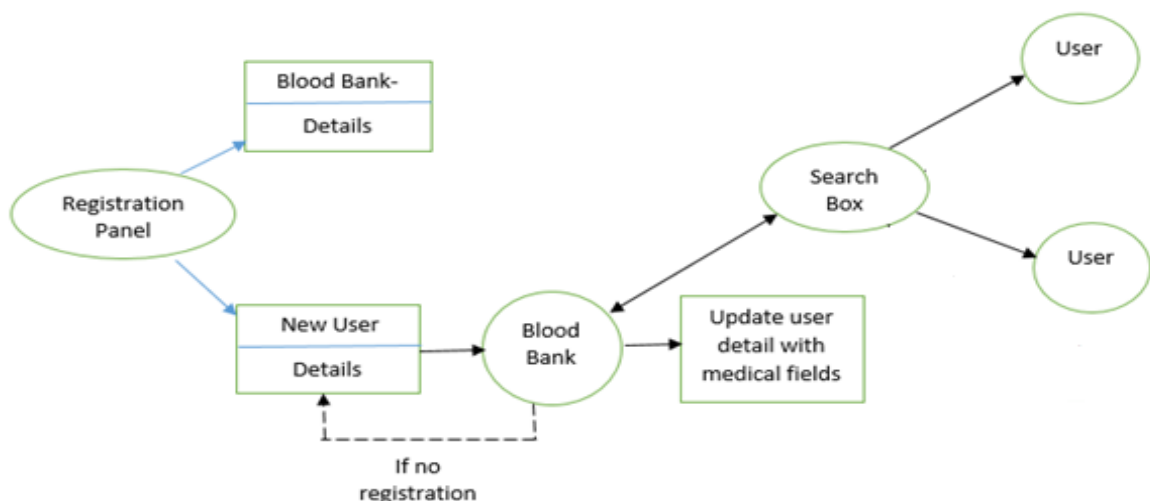 User
Blood Bank-
Details
Search
Box
Registration
Panel
User
New User
Details
Blood
Bank
Update user
detail with
medical fields
If no
registration